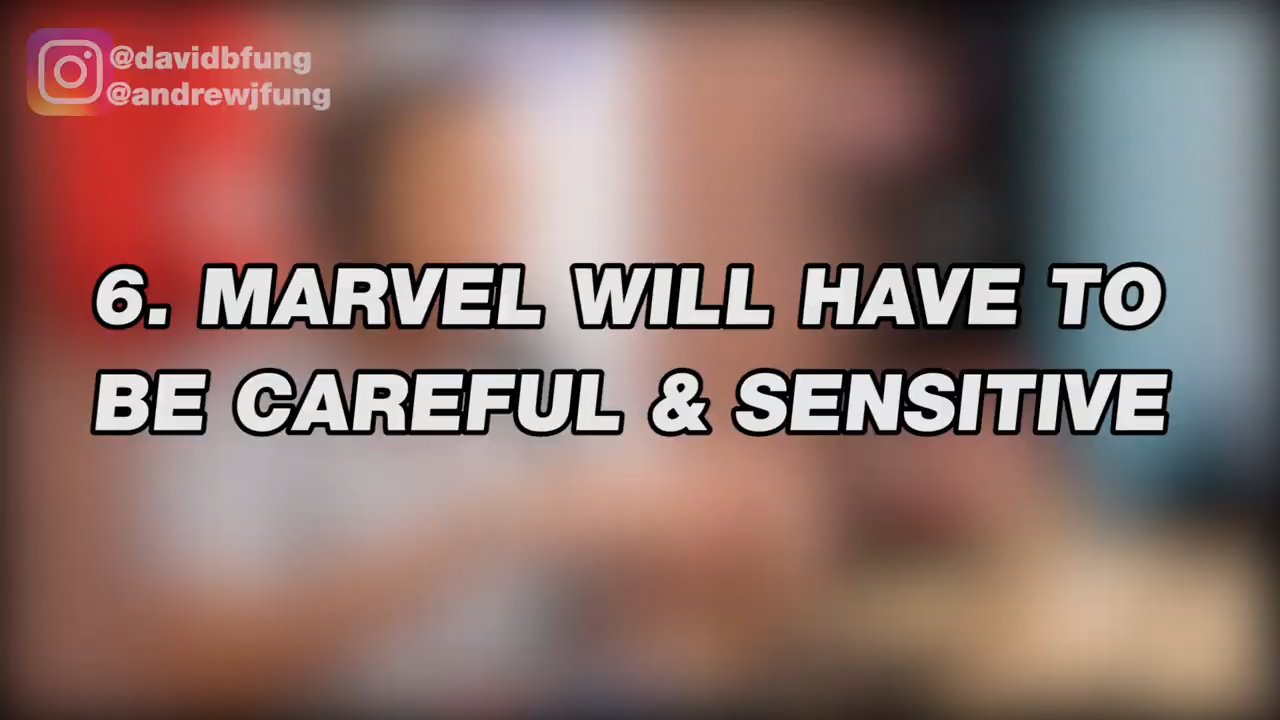 @davidbfung
@andrewjfung
6. MARVEL WILL HAVE TO
BE CAREFUL & SENSITIVE